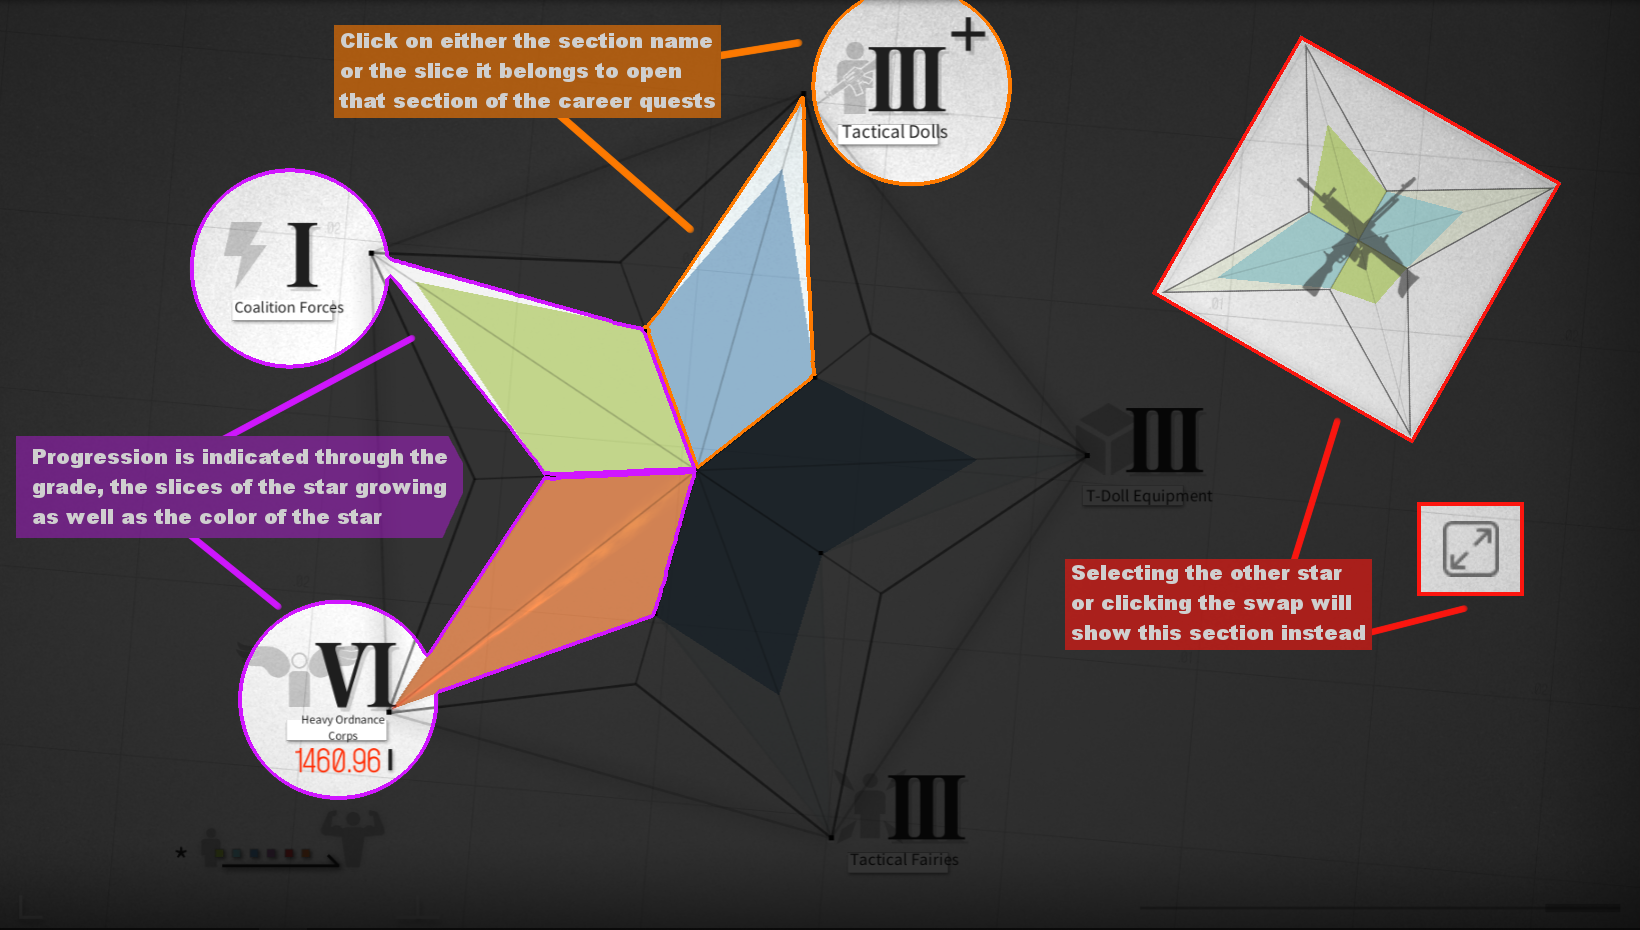 Click on either the section name
or the slice it belongs to open
that section of the career quests
III +
Tactical Dolls
I
02
Coalition Forces
01
Progression is indicated through the
grade, the slices of the star growing
as well as the color of the star
III
T-Doll Equipment
Selecting the other star
or clicking the swap will
show this section instead
VI
Heavy Ordnance
Corps
1460.96
III
Tactical Fairies
*